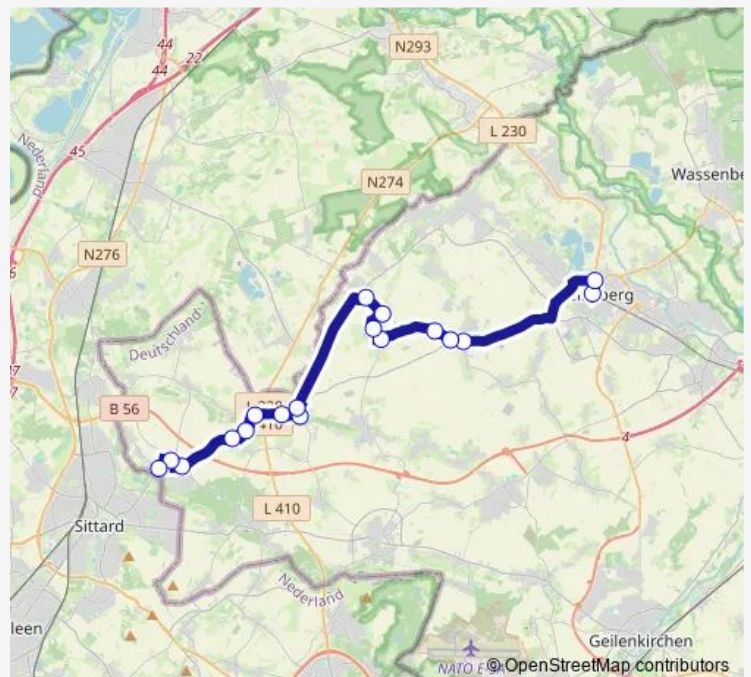 44
44
22
N293
L 230
45
Nederland
N274
Wassenbe
N276
berg
Deutschland
B 56
410
4
L 410
Sittard
Nederland
leen
Geilenkirchen
NATO E-3A
© OpenStreetMap contributors